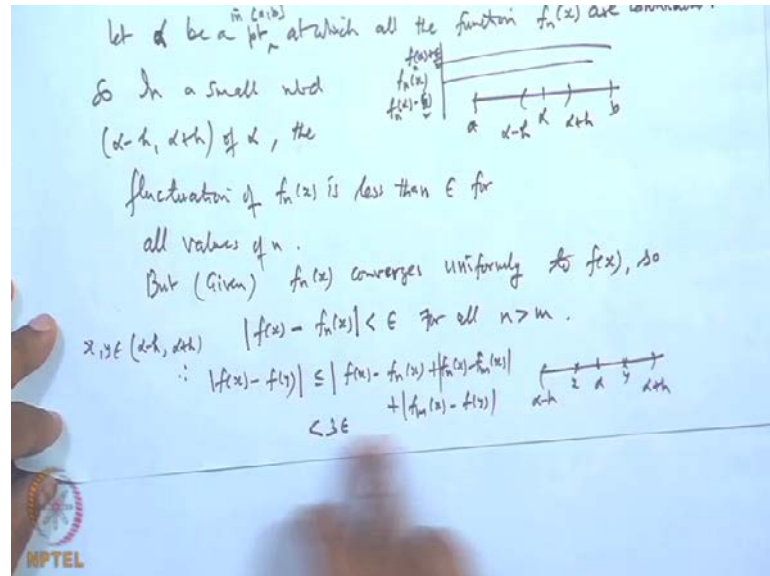 in [a,b]
Let α be a pt at which all the function fn(x) are
f(α)+ε
So In a small nbd
fn(x)
fn(α)-ε
a α-h α α+h b
(α-h, α+h) of α, the
fluctuation of fn(x) is less than ε for
all values of n.
But (Given) fn(x) converges uniformly to f(x), so
|f(x) - fn(x)| < ε For all n>m.
x,y ∈ (α-h, α+h)
∴ |f(x) - f(y)| ≤ |f(x) - fn(x) + |fn(x) - fm(x)|
+ |fm(x) - f(y)|
α-h x α y α+h
< 3ε
NPTEL